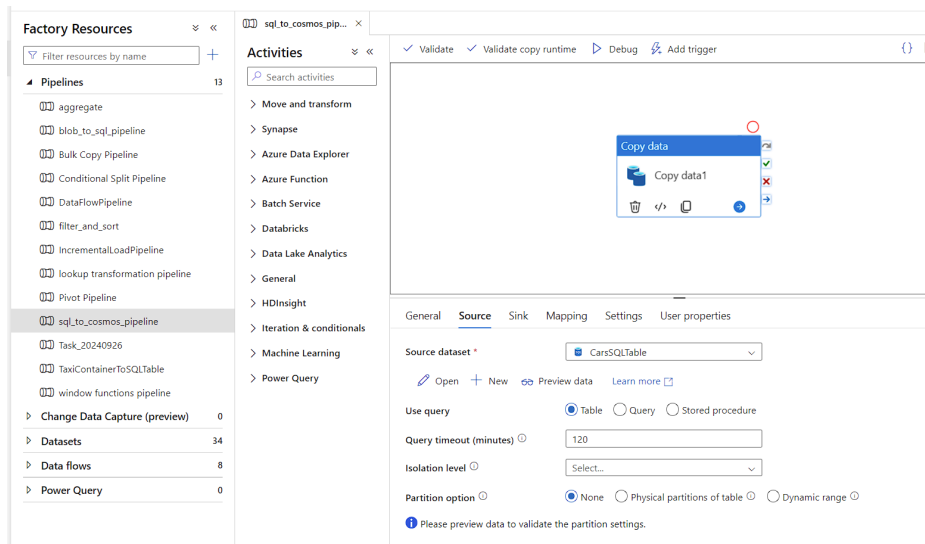 Factory Resources
Filter resources by name
Pipelines 13
aggregate
blob_to_sql_pipeline
Bulk Copy Pipeline
Conditional Split Pipeline
DataFlowPipeline
filter_and_sort
IncrementalLoadPipeline
lookup transformation pipeline
Pivot Pipeline
sql_to_cosmos_pipeline
Task_20240926
TaxiContainerToSQLTable
window functions pipeline
Change Data Capture (preview) 0
Datasets 34
Data flows 8
Power Query 0
sql_to_cosmos_pip...
Activities
Search activities
Move and transform
Synapse
Azure Data Explorer
Azure Function
Batch Service
Databricks
Data Lake Analytics
General
HDInsight
Iteration & conditionals
Machine Learning
Power Query
Validate Validate copy runtime Debug Add trigger
Copy data
Copy data1
General Source Sink Mapping Settings User properties
Source dataset * CarsSQLTable
Open New Preview data Learn more
Use query Table Query Stored procedure
Query timeout (minutes) 120
Isolation level Select...
Partition option None Physical partitions of table Dynamic range
Please preview data to validate the partition settings.